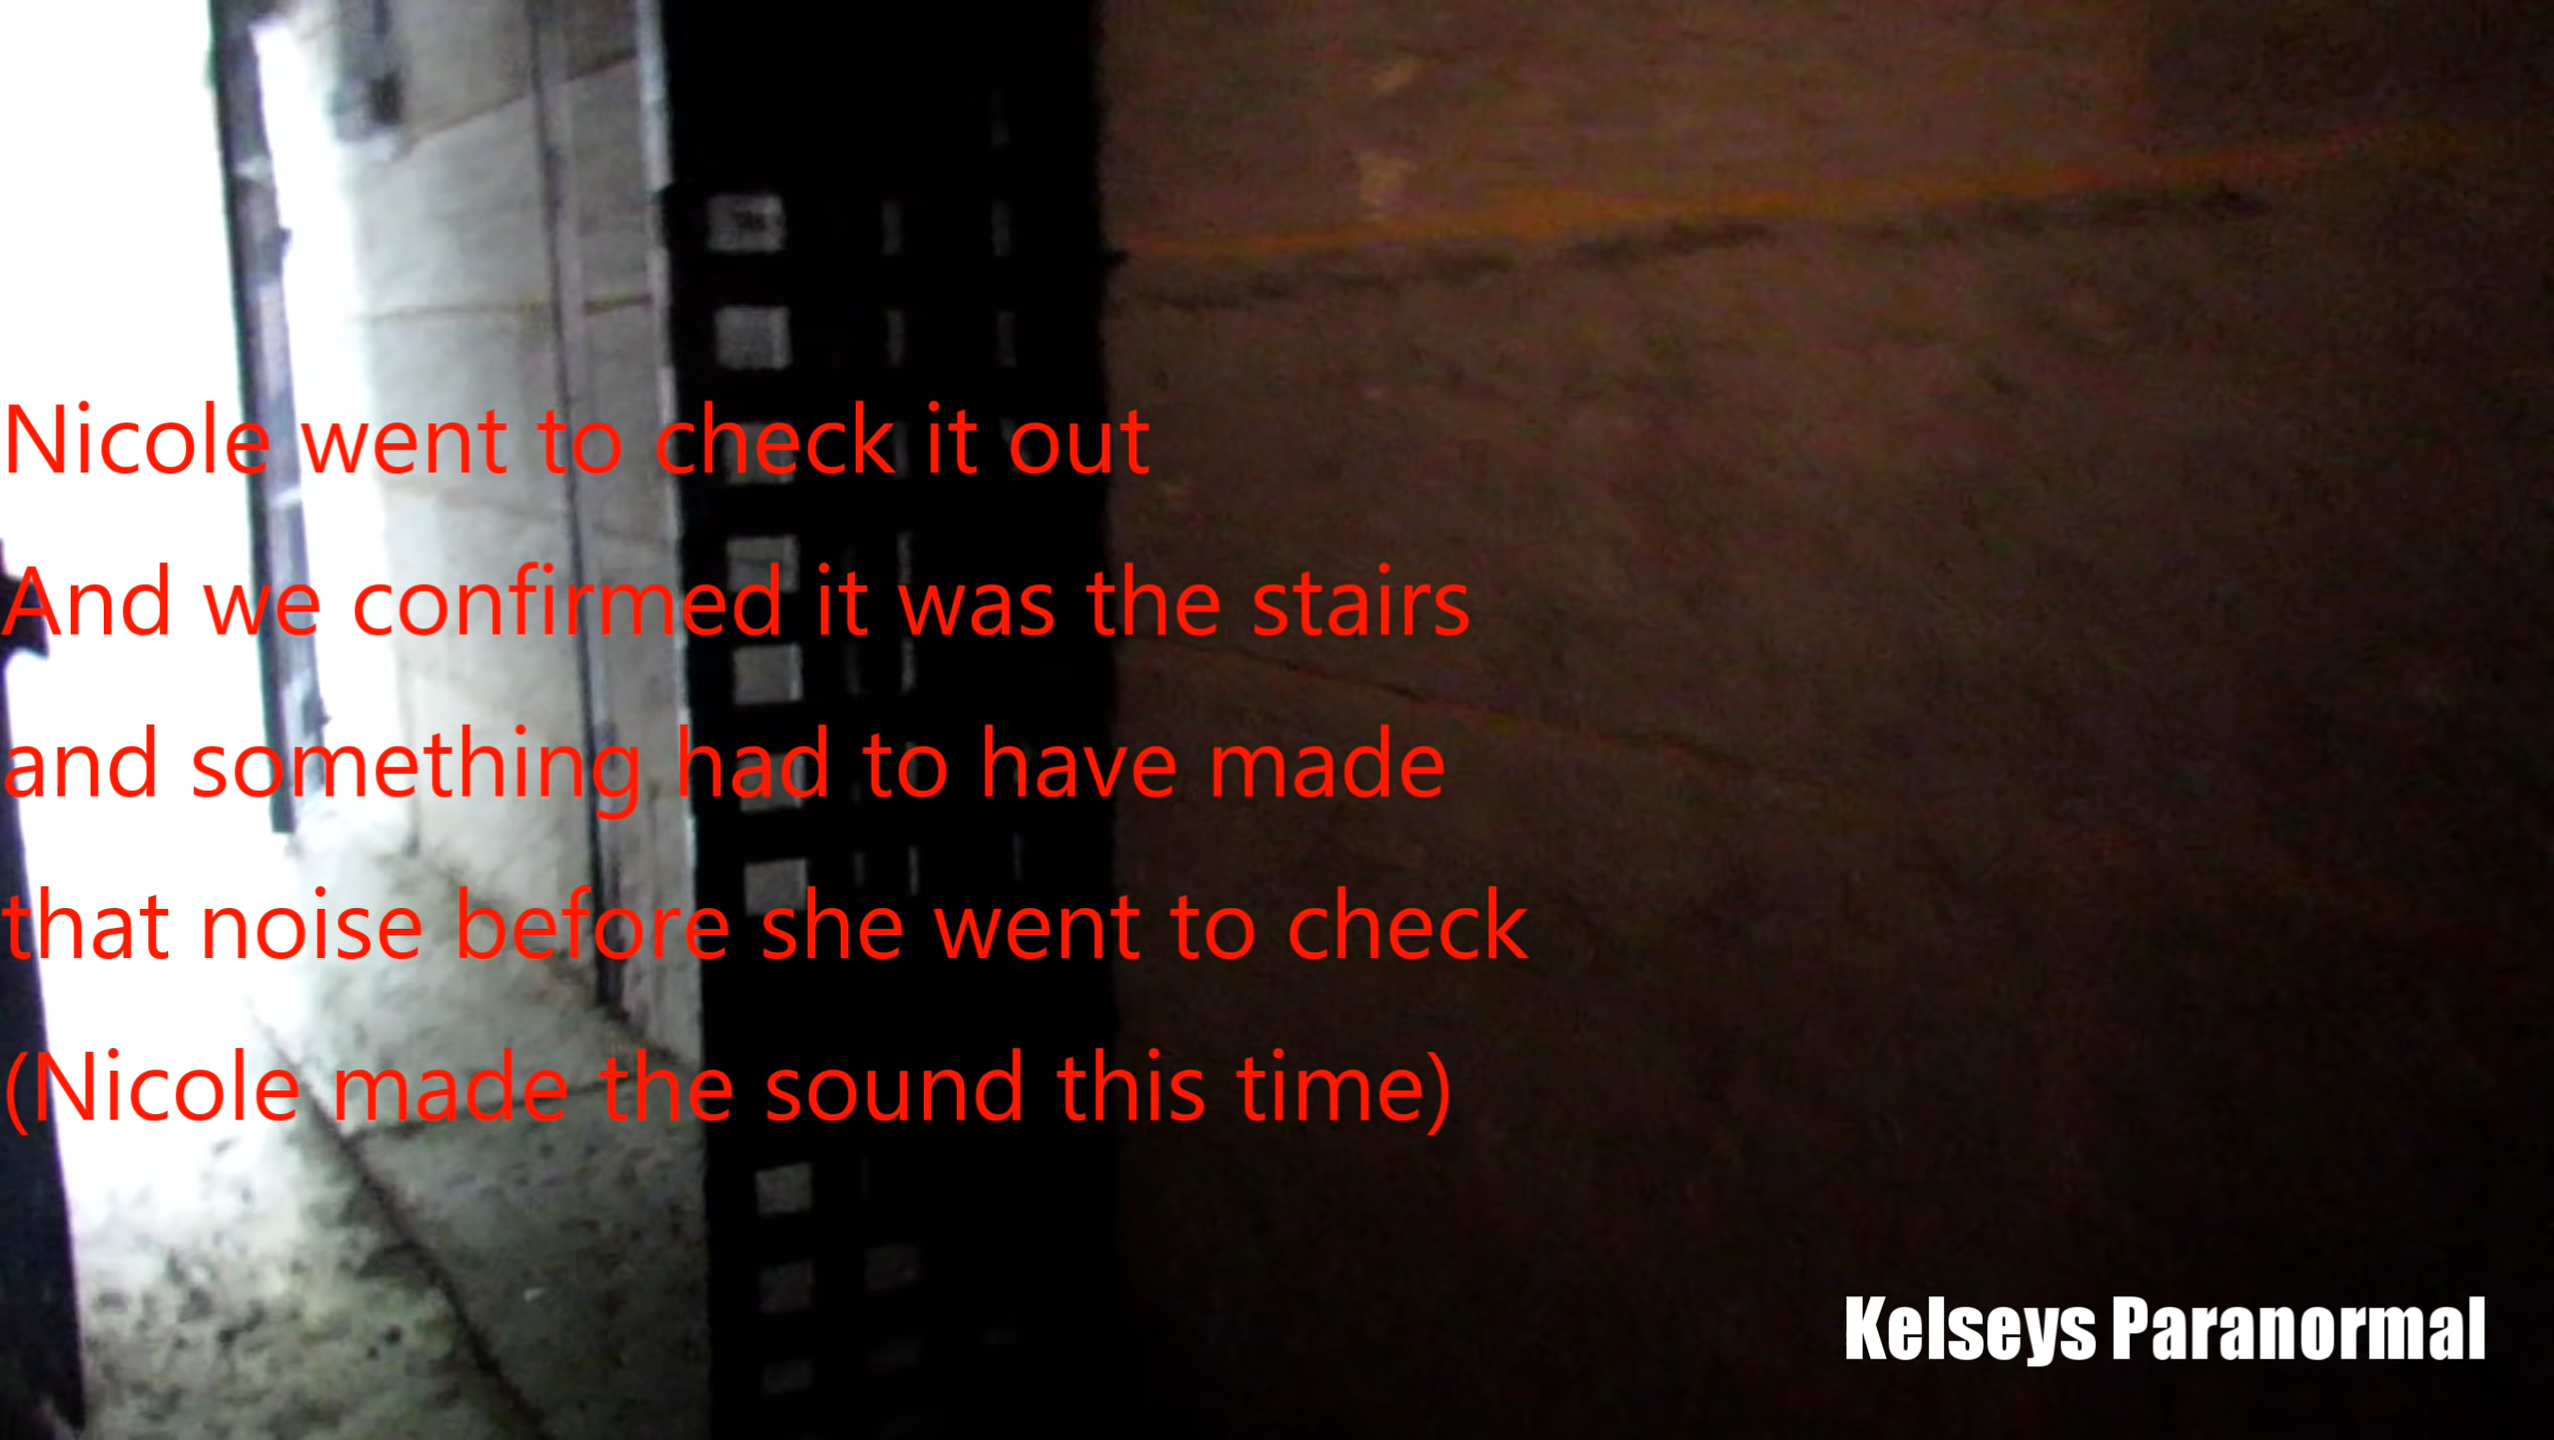 Nicole went to check it out
And we confirmed it was the stairs
and something had to have made
that noise before she went to check
(Nicole made the sound this time)
Kelseys Paranormal